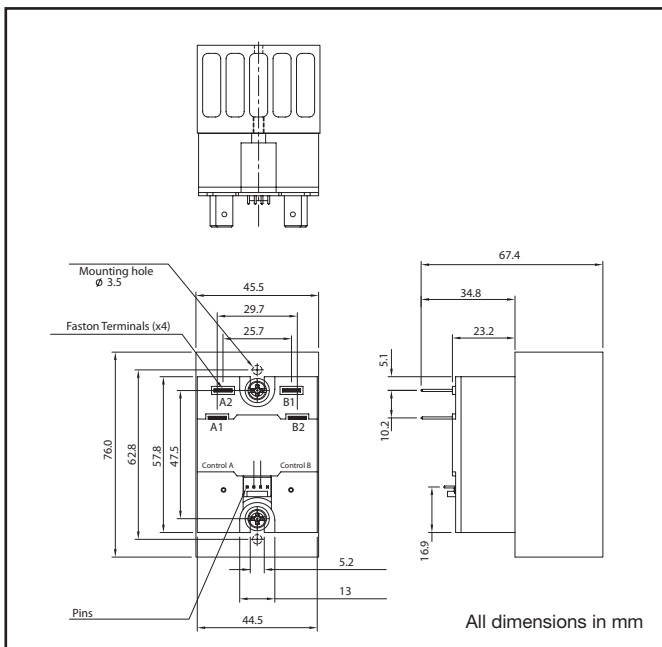 Mounting hole
ø 3.5
45.5
29.7
Faston Terminals (x4)
25.7
67.4
34.8
23.2
5.1
10.2
76.0
62.8
57.8
47.5
A2
B1
A1
B2
Control A
Control B
16.9
5.2
13
Pins
44.5
All dimensions in mm